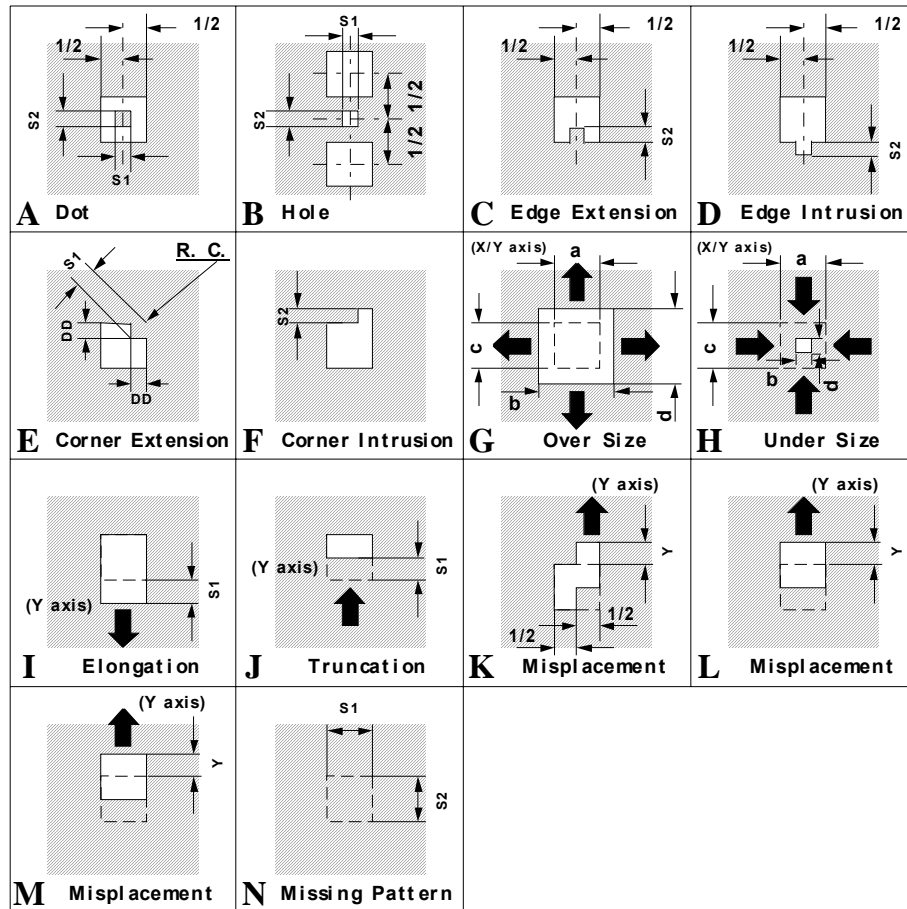 1/2
1/2
S2
S1
A Dot
S1
1/2
1/2
S2
B Hole
1/2
1/2
S2
C Edge Extension
1/2
1/2
S2
D Edge Intrusion
S1
R. C.
DD
DD
E Corner Extension
S2
F Corner Intrusion
(X/Y axis)
a
c
b
d
G Over Size
(X/Y axis)
a
c
b
d
H Under Size
S1
(Y axis)
I Elongation
(Y axis)
S1
J Truncation
(Y axis)
Y
1/2
1/2
K Misplacement
(Y axis)
Y
L Misplacement
(Y axis)
Y
M Misplacement
S1
S2
N Missing Pattern